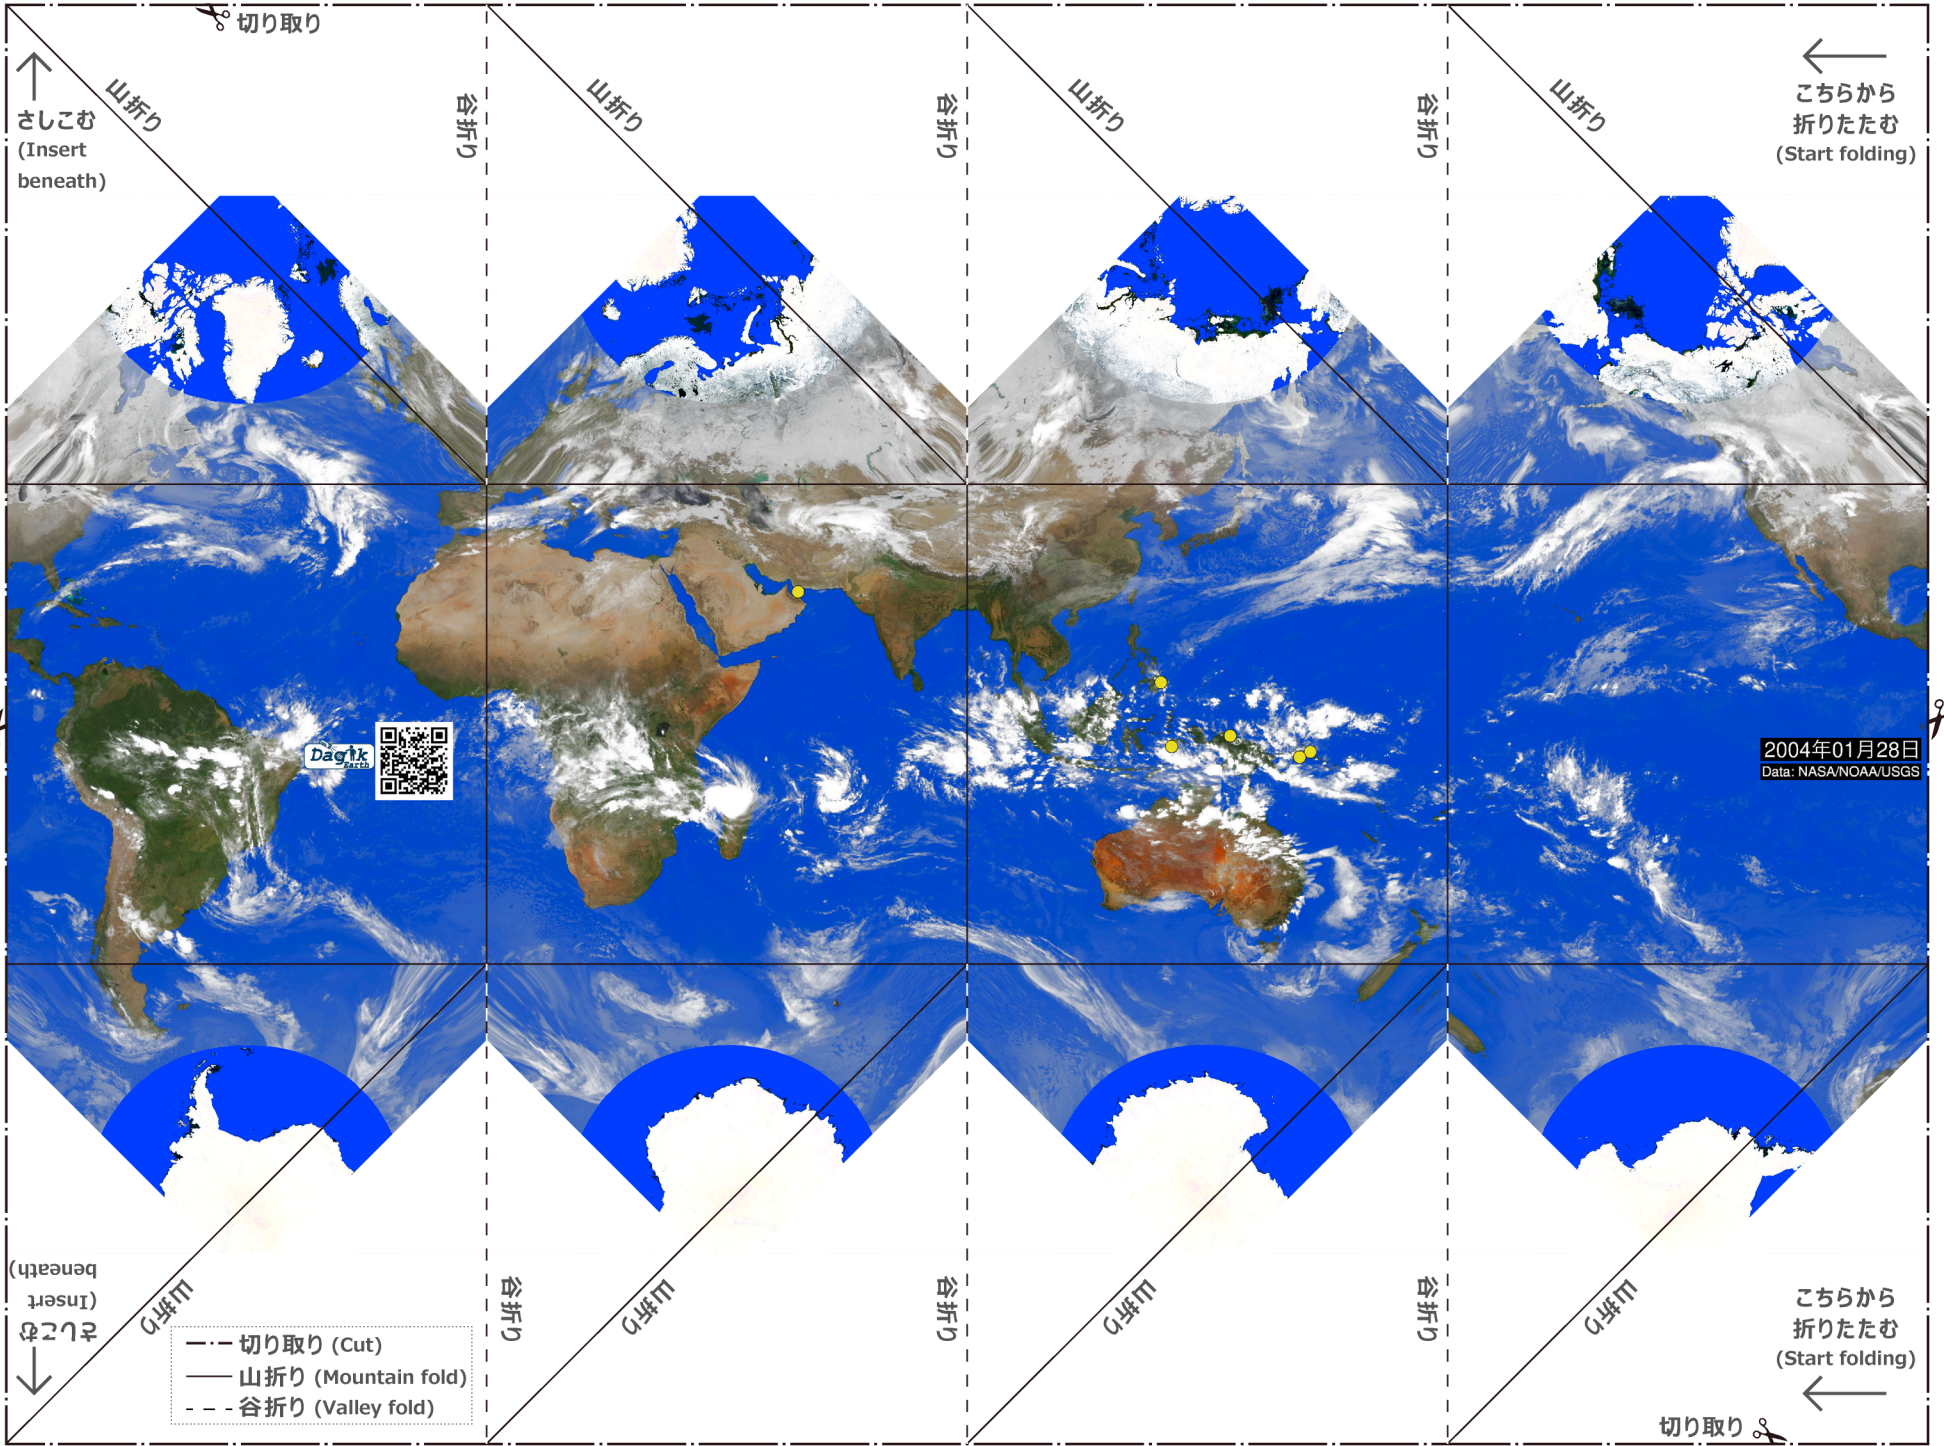 切り取り
山折り
谷折り
山折り
谷折り
山折り
谷折り
山折り
さしこむ
(Insert
beneath)
こちらから
折りたたむ
(Start folding)
Dagik
Earth
2004年01月28日
Data: NASA/NOAA/USGS
さしこむ
(Insert
beneath)
山折り
谷折り
山折り
谷折り
山折り
谷折り
山折り
こちらから
折りたたむ
(Start folding)
切り取り (Cut)
山折り (Mountain fold)
谷折り (Valley fold)
切り取り